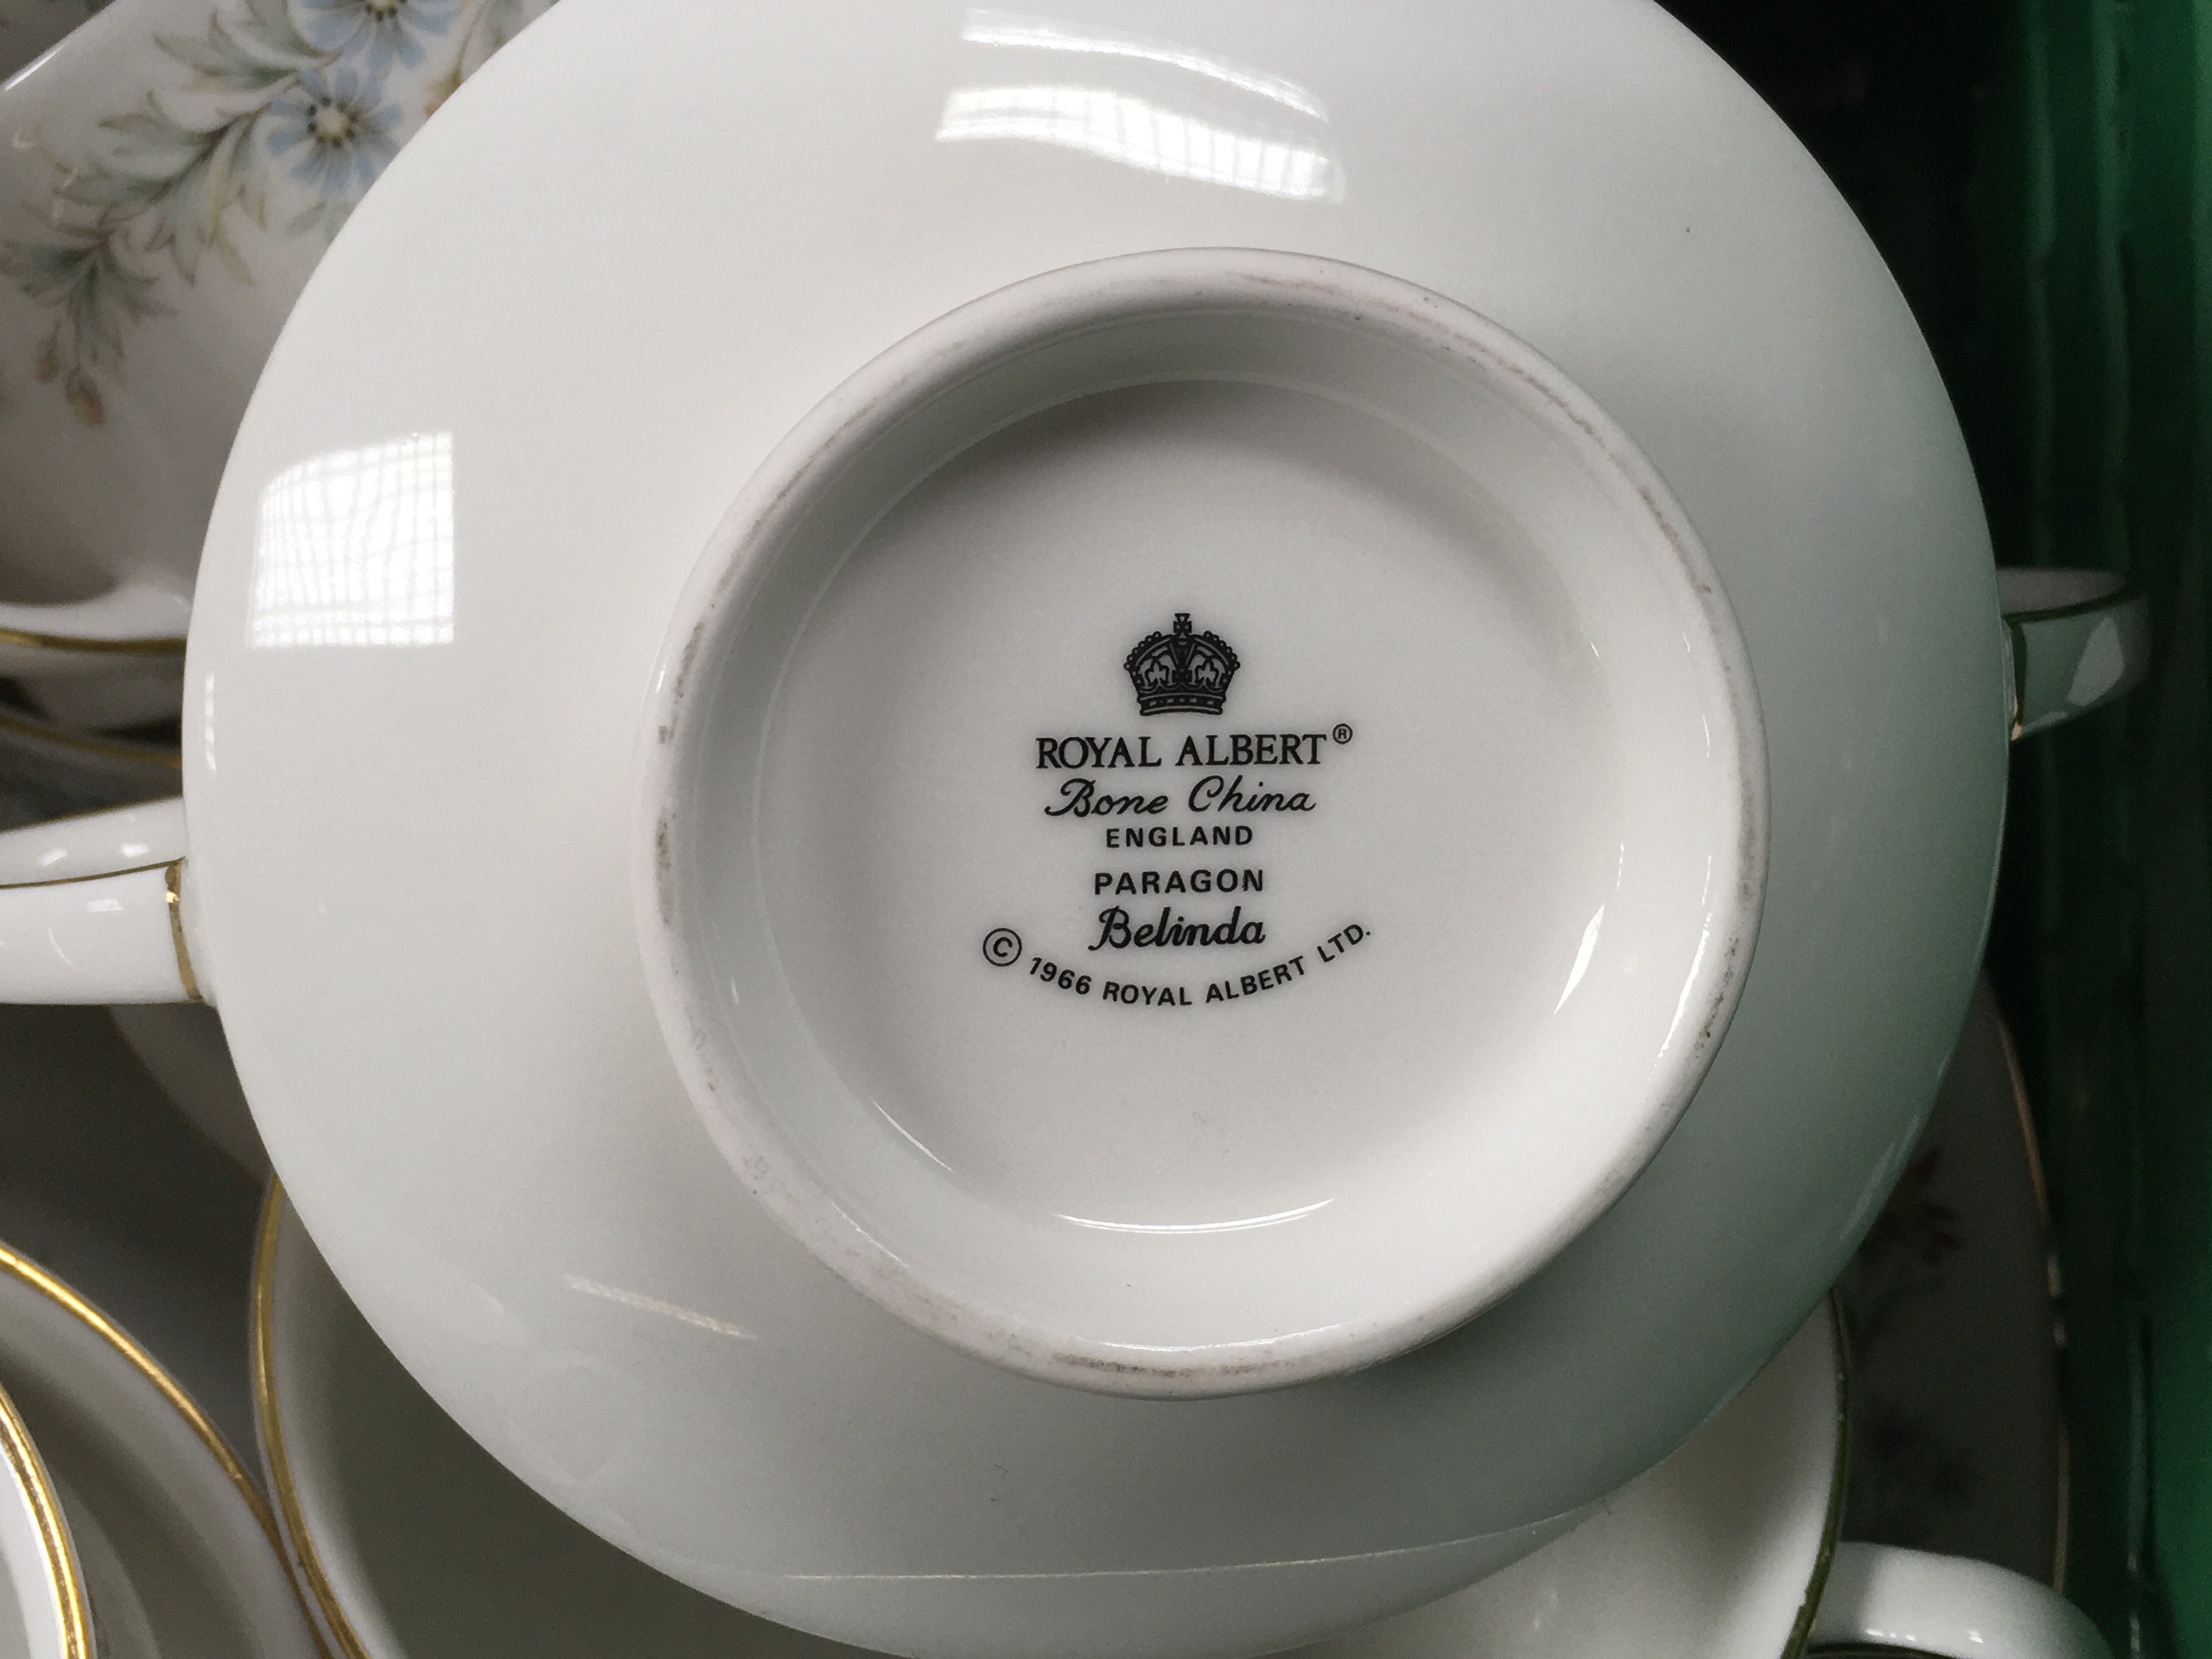 ROYAL ALBERT®
Bone China
ENGLAND
PARAGON
Belinda
© 1966 ROYAL ALBERT LTD.